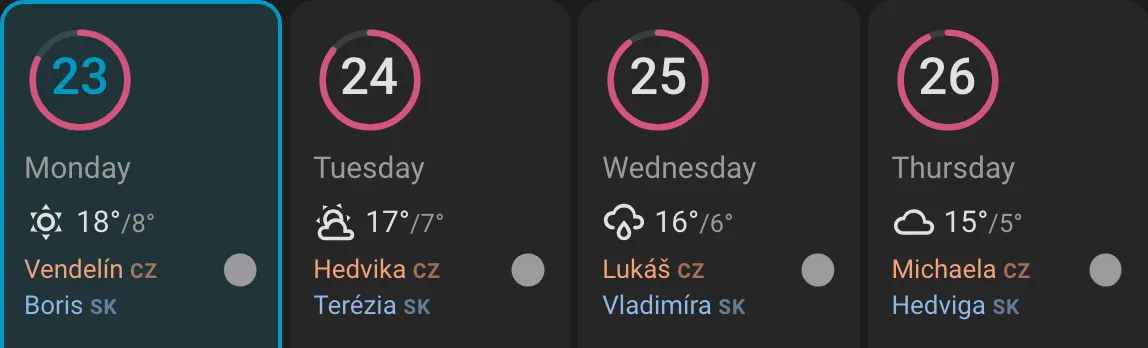 23
Monday
18°/8°
Vendelín CZ
Boris SK
24
Tuesday
17°/7°
Hedvika CZ
Terézia SK
25
Wednesday
16°/6°
Lukáš CZ
Vladimíra SK
26
Thursday
15°/5°
Michaela CZ
Hedviga SK